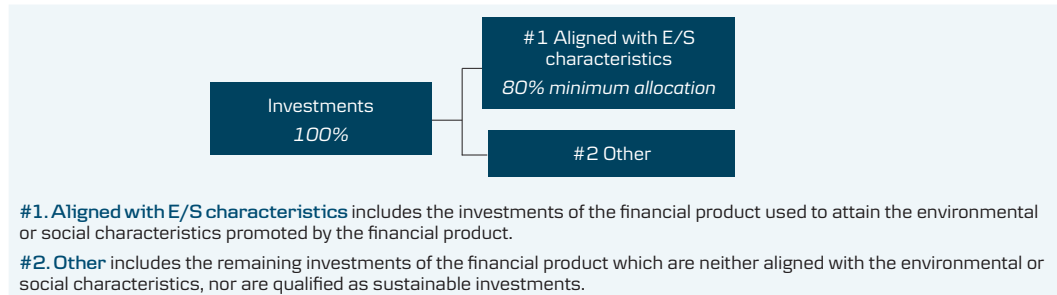 #1 Aligned with E/S
characteristics
80% minimum allocation
Investments
100%
#2 Other
#1. Aligned with E/S characteristics includes the investments of the financial product used to attain the environmental
or social characteristics promoted by the financial product.
#2. Other includes the remaining investments of the financial product which are neither aligned with the environmental or
social characteristics, nor are qualified as sustainable investments.